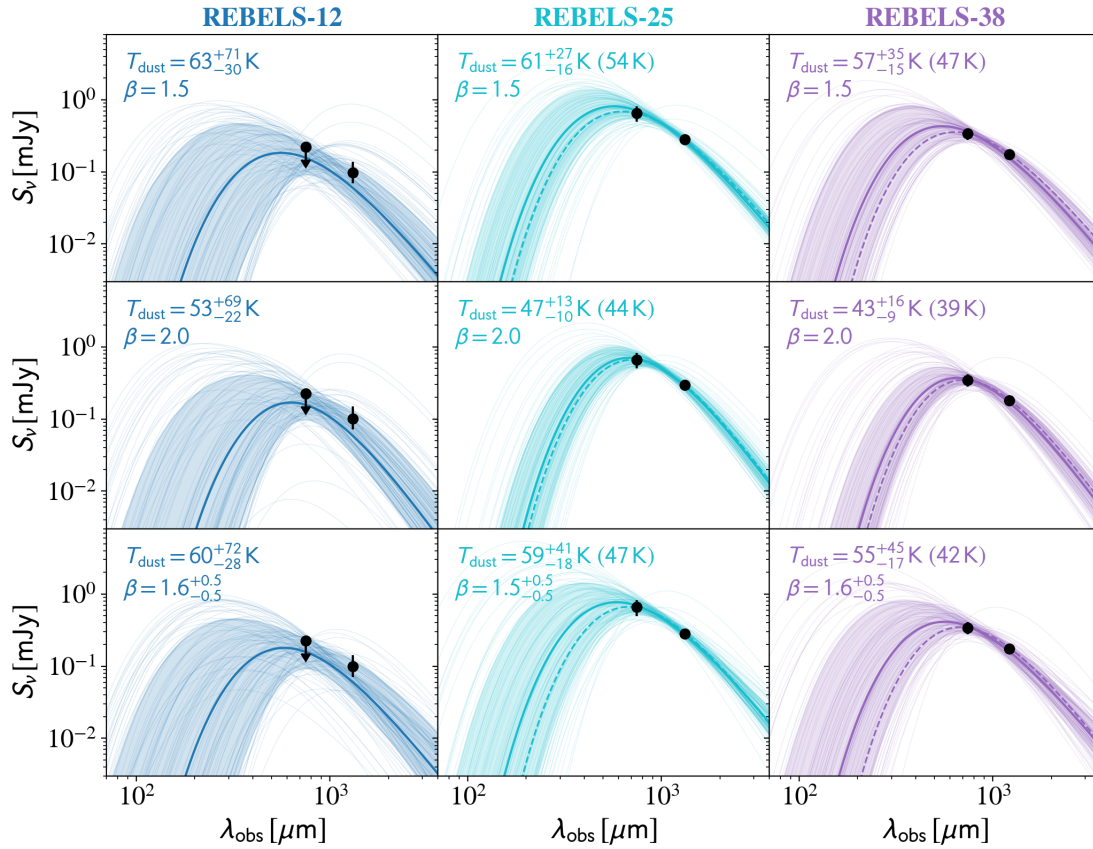 REBELS-12 REBELS-25 REBELS-38
T_dust = 63^{+71}_{−30} K
β = 1.5
T_dust = 61^{+27}_{−16} K (54 K)
β = 1.5
T_dust = 57^{+35}_{−15} K (47 K)
β = 1.5
S_ν [mJy]
10^0
10^{−1}
10^{−2}
T_dust = 53^{+69}_{−22} K
β = 2.0
T_dust = 47^{+13}_{−10} K (44 K)
β = 2.0
T_dust = 43^{+16}_{−9} K (39 K)
β = 2.0
S_ν [mJy]
10^0
10^{−1}
10^{−2}
T_dust = 60^{+72}_{−28} K
β = 1.6^{+0.5}_{−0.5}
T_dust = 59^{+41}_{−18} K (47 K)
β = 1.5^{+0.5}_{−0.5}
T_dust = 55^{+45}_{−17} K (42 K)
β = 1.6^{+0.5}_{−0.5}
S_ν [mJy]
10^0
10^{−1}
10^{−2}
10^2 10^3 10^2 10^3 10^2 10^3
λ_obs [μm] λ_obs [μm] λ_obs [μm]